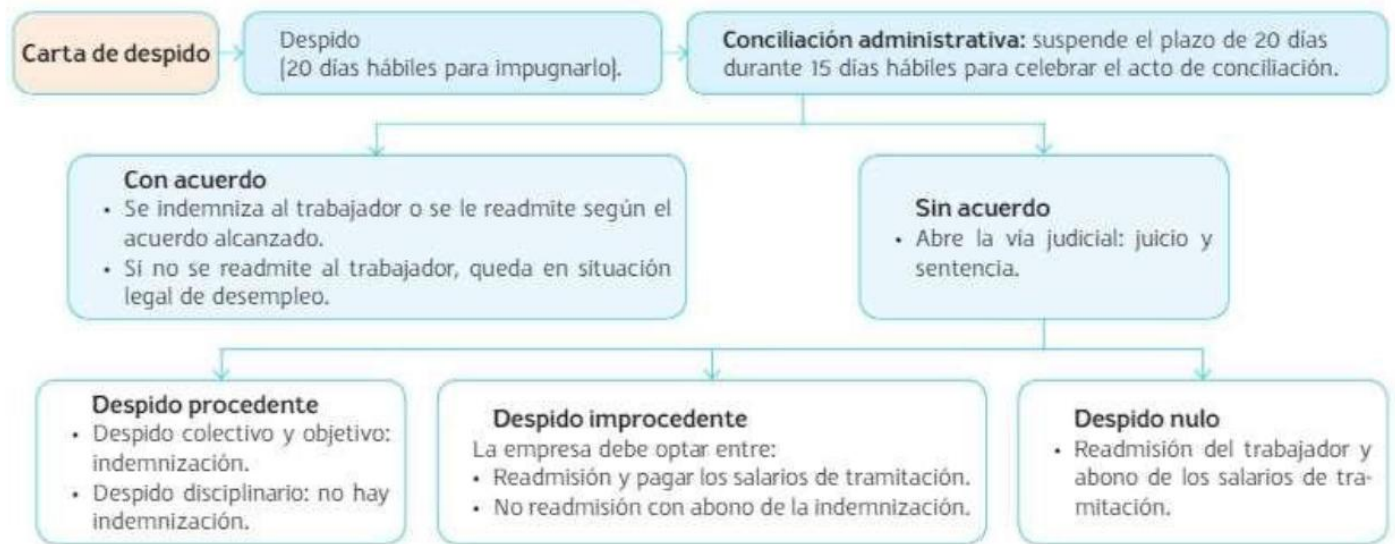 Carta de despido
Despido
(20 días hábiles para impugnarlo).
Conciliación administrativa: suspende el plazo de 20 días
durante 15 días hábiles para celebrar el acto de conciliación.
Con acuerdo
• Se indemniza al trabajador o se le readmite según el
acuerdo alcanzado.
• Si no se readmite al trabajador, queda en situación
legal de desempleo.
Sin acuerdo
• Abre la vía judicial: juicio y
sentencia.
Despido procedente
• Despido colectivo y objetivo:
indemnización.
• Despido disciplinario: no hay
indemnización.
Despido improcedente
La empresa debe optar entre:
• Readmisión y pagar los salarios de tramitación.
• No readmisión con abono de la indemnización.
Despido nulo
• Readmisión del trabajador y
abono de los salarios de tra-
mitación.